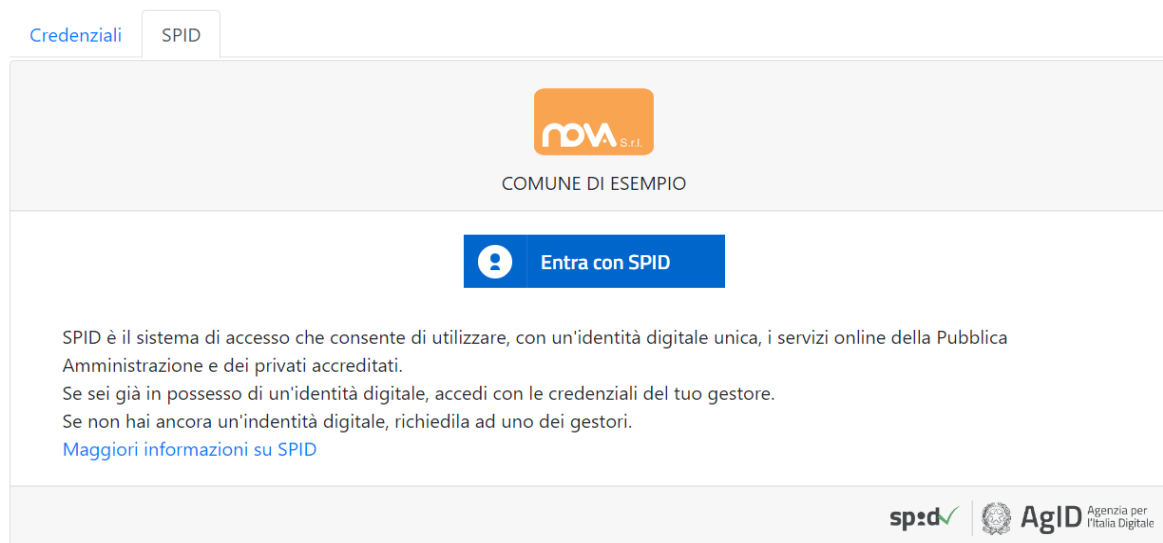 Credenziali
SPID
NOVA S.r.l.
COMUNE DI ESEMPIO
Entra con SPID
SPID è il sistema di accesso che consente di utilizzare, con un'identità digitale unica, i servizi online della Pubblica
Amministrazione e dei privati accreditati.
Se sei già in possesso di un'identità digitale, accedi con le credenziali del tuo gestore.
Se non hai ancora un'indentità digitale, richiedila ad uno dei gestori.
Maggiori informazioni su SPID
spid AgID Agenzia per
l'Italia Digitale